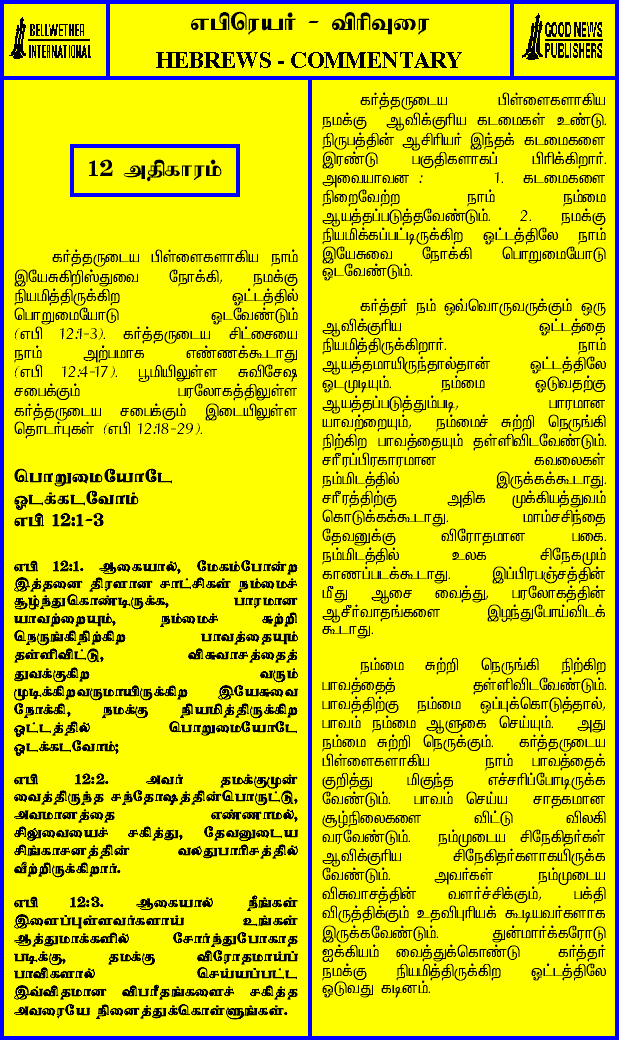 BELLWETHER
INTERNATIONAL
எபிரெயர் - விரிவுரை
HEBREWS - COMMENTARY
GOOD NEWS
PUBLISHERS
12 அதிகாரம்
கர்த்தருடைய பிள்ளைகளாகிய நாம்
இயேசுகிறிஸ்துவை நோக்கி, நமக்கு
நியமித்திருக்கிற ஓட்டத்தில்
பொறுமையோடு ஓடவேண்டும்
(எபி 12:1-3). கர்த்தருடைய சிட்சையை
நாம் அற்பமாக எண்ணக்கூடாது
(எபி 12:4-17). பூமியிலுள்ள சுவிசேஷ
சபைக்கும் பரலோகத்திலுள்ள
கர்த்தருடைய சபைக்கும் இடையிலுள்ள
தொடர்புகள் (எபி 12:18-29).
பொறுமையோடே
ஓடக்கடவோம்
எபி 12:1-3
எபி 12:1. ஆகையால், மேகம்போன்ற
இத்தனை திரளான சாட்சிகள் நம்மைச்
சூழ்ந்துகொண்டிருக்க, பாரமான
யாவற்றையும், நம்மைச் சுற்றி
நெருங்கிநிற்கிற பாவத்தையும்
தள்ளிவிட்டு, விசுவாசத்தைத்
துவக்குகிற வரும்
முடிக்கிறவருமாயிருக்கிற இயேசுவை
நோக்கி, நமக்கு நியமித்திருக்கிற
ஓட்டத்தில் பொறுமையோடே
ஓடக்கடவோம்;
எபி 12:2. அவர் தமக்குமுன்
வைத்திருந்த சந்தோஷத்தின்பொருட்டு,
அவமானத்தை எண்ணாமல்,
சிலுவையைச் சகித்து, தேவனுடைய
சிங்காசனத்தின் வலதுபாரிசத்தில்
வீற்றிருக்கிறார்.
எபி 12:3. ஆகையால் நீங்கள்
இளைப்புள்ளவர்களாய் உங்கள்
ஆத்துமாக்களில் சோர்ந்துபோகாத
படிக்கு, தமக்கு விரோதமாய்ப்
பாவிகளால் செய்யப்பட்ட
இவ்விதமான விபரீதங்களைச் சகித்த
அவரையே நினைத்துக்கொள்ளுங்கள்.
கர்த்தருடைய பிள்ளைகளாகிய
நமக்கு ஆவிக்குரிய கடமைகள் உண்டு.
நிருபத்தின் ஆசிரியர் இந்தக் கடமைகளை
இரண்டு பகுதிகளாகப் பிரிக்கிறார்.
அவையாவன : 1. கடமைகளை
நிறைவேற்ற நாம் நம்மை
ஆயத்தப்படுத்தவேண்டும். 2. நமக்கு
நியமிக்கப்பட்டிருக்கிற ஓட்டத்திலே நாம்
இயேசுவை நோக்கி பொறுமையோடு
ஓடவேண்டும்.
கர்த்தர் நம் ஒவ்வொருவருக்கும் ஒரு
ஆவிக்குரிய ஓட்டத்தை
நியமித்திருக்கிறார். நாம்
ஆயத்தமாயிருந்தால்தான் ஓட்டத்திலே
ஓடமுடியும். நம்மை ஓடுவதற்கு
ஆயத்தப்படுத்தும்படி, பாரமான
யாவற்றையும், நம்மைச் சுற்றி நெருங்கி
நிற்கிற பாவத்தையும் தள்ளிவிடவேண்டும்.
சரீரப்பிரகாரமான கவலைகள்
நம்மிடத்தில் இருக்கக்கூடாது.
சரீரத்திற்கு அதிக முக்கியத்துவம்
கொடுக்கக்கூடாது. மாம்சசிந்தை
தேவனுக்கு விரோதமான பகை.
நம்மிடத்தில் உலக சிநேகமும்
காணப்படக்கூடாது. இப்பிரபஞ்சத்தின்
மீது ஆசை வைத்து, பரலோகத்தின்
ஆசீர்வாதங்களை இழந்துபோய்விடக்
கூடாது.
நம்மை சுற்றி நெருங்கி நிற்கிற
பாவத்தைத் தள்ளிவிடவேண்டும்.
பாவத்திற்கு நம்மை ஒப்புக்கொடுத்தால்,
பாவம் நம்மை ஆளுகை செய்யும். அது
நம்மை சுற்றி நெருக்கும். கர்த்தருடைய
பிள்ளைகளாகிய நாம் பாவத்தைக்
குறித்து மிகுந்த எச்சரிப்போடிருக்க
வேண்டும். பாவம் செய்ய சாதகமான
சூழ்நிலைகளை விட்டு விலகி
வரவேண்டும். நம்முடைய சிநேகிதர்கள்
ஆவிக்குரிய சிநேகிதர்களாகயிருக்க
வேண்டும். அவர்கள் நம்முடைய
விசுவாசத்தின் வளர்ச்சிக்கும், பக்தி
விருத்திக்கும் உதவிபுரியக் கூடியவர்களாக
இருக்கவேண்டும். துன்மார்க்கரோடு
ஐக்கியம் வைத்துக்கொண்டு கர்த்தர்
நமக்கு நியமித்திருக்கிற ஓட்டத்திலே
ஓடுவது கடினம்.